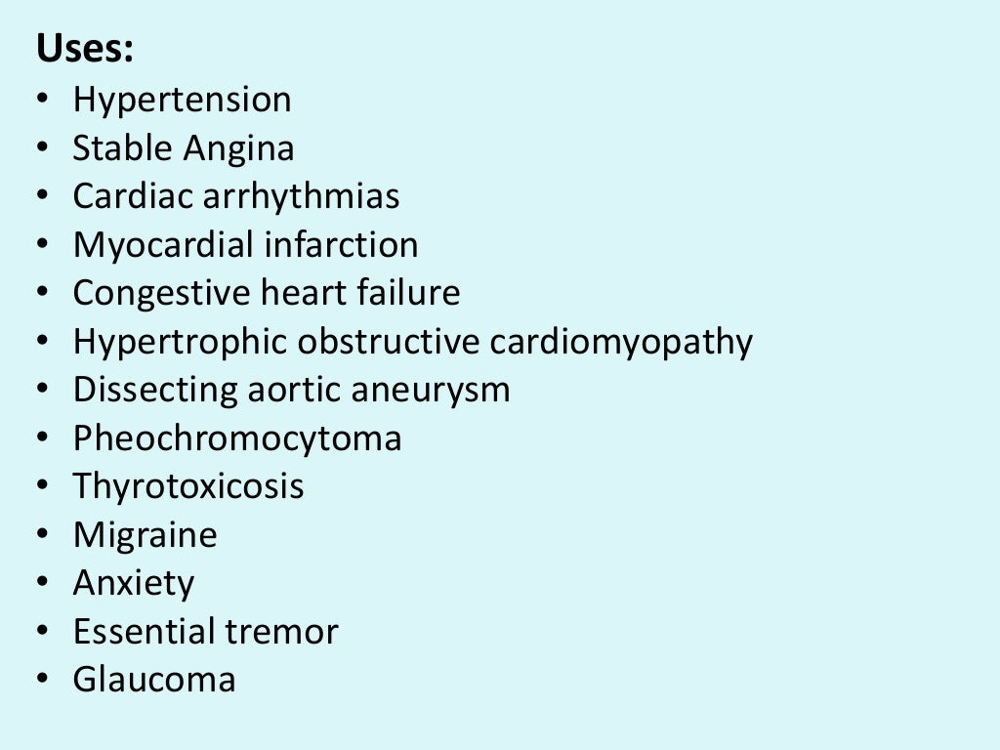 Uses:
• Hypertension
• Stable Angina
• Cardiac arrhythmias
• Myocardial infarction
• Congestive heart failure
• Hypertrophic obstructive cardiomyopathy
• Dissecting aortic aneurysm
• Pheochromocytoma
• Thyrotoxicosis
• Migraine
• Anxiety
• Essential tremor
• Glaucoma